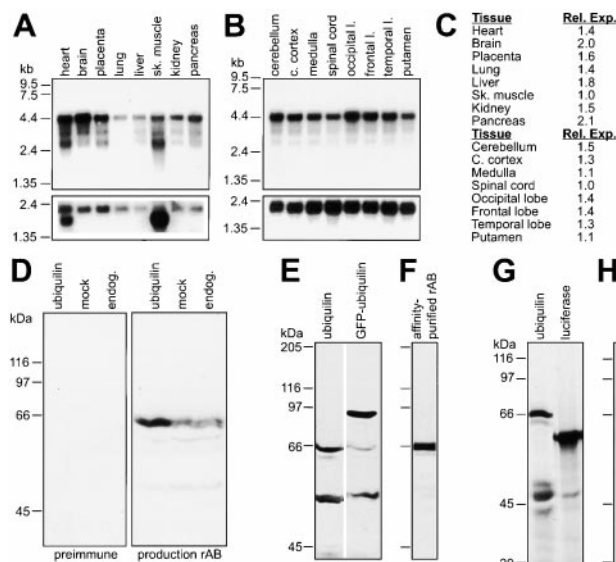 A
kb
heart
brain
placenta
lung
liver
sk. muscle
kidney
pancreas
9.5
7.5
4.4
2.4
1.35
2.4
1.35
B
kb
cerebellum
c. cortex
medulla
spinal cord
occipital l.
frontal l.
temporal l.
putamen
9.5
7.5
4.4
2.4
1.35
2.4
1.35
C
Tissue Rel. Exp.
Heart 1.4
Brain 2.0
Placenta 1.6
Lung 1.4
Liver 1.8
Sk. muscle 1.0
Kidney 1.5
Pancreas 2.1
Tissue Rel. Exp.
Cerebellum 1.5
C. cortex 1.3
Medulla 1.1
Spinal cord 1.0
Occipital lobe 1.4
Frontal lobe 1.4
Temporal lobe 1.3
Putamen 1.1
D
kDa
ubiquilin
mock
endog.
ubiquilin
mock
endog.
116
97
66
45
preimmune
production rAB
E
kDa
ubiquilin
GFP-ubiquilin
205
116
97
66
45
F
affinity-
purified rAB
G
kDa
ubiquilin
luciferase
116
97
66
45
H